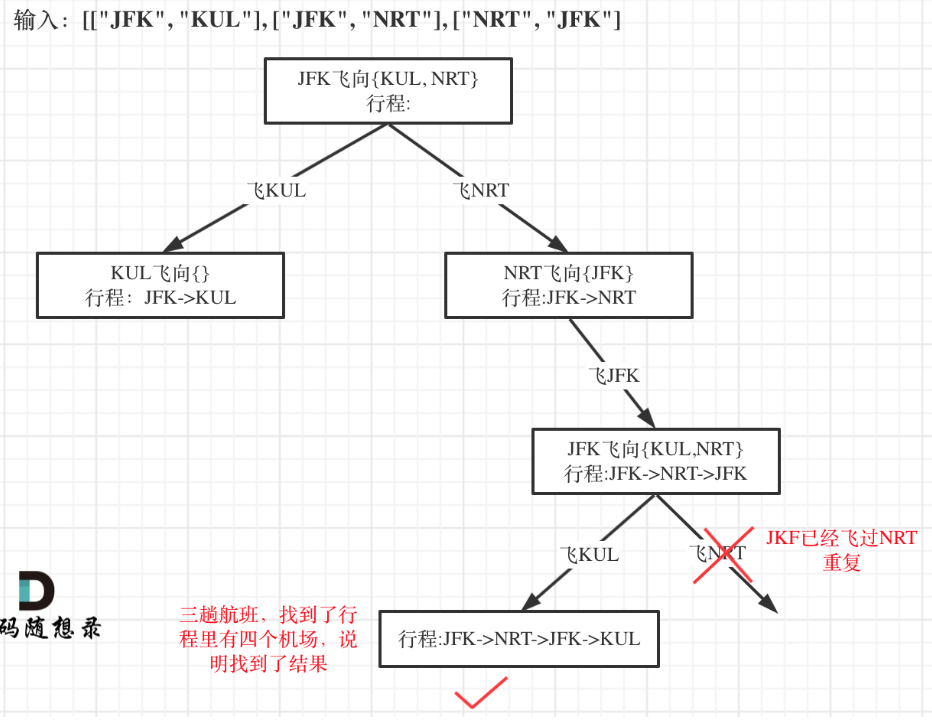 输入：[["JFK", "KUL"], ["JFK", "NRT"], ["NRT", "JFK"]
JFK飞向{KUL, NRT}
行程:
飞KUL
飞NRT
KUL飞向{}
行程：JFK->KUL
NRT飞向{JFK}
行程:JFK->NRT
飞JFK
JFK飞向{KUL,NRT}
行程:JFK->NRT->JFK
飞KUL
飞NRT
JKF已经飞过NRT
重复
三趟航班，找到了行
程里有四个机场，说
明找到了结果
行程:JFK->NRT->JFK->KUL
码随想录